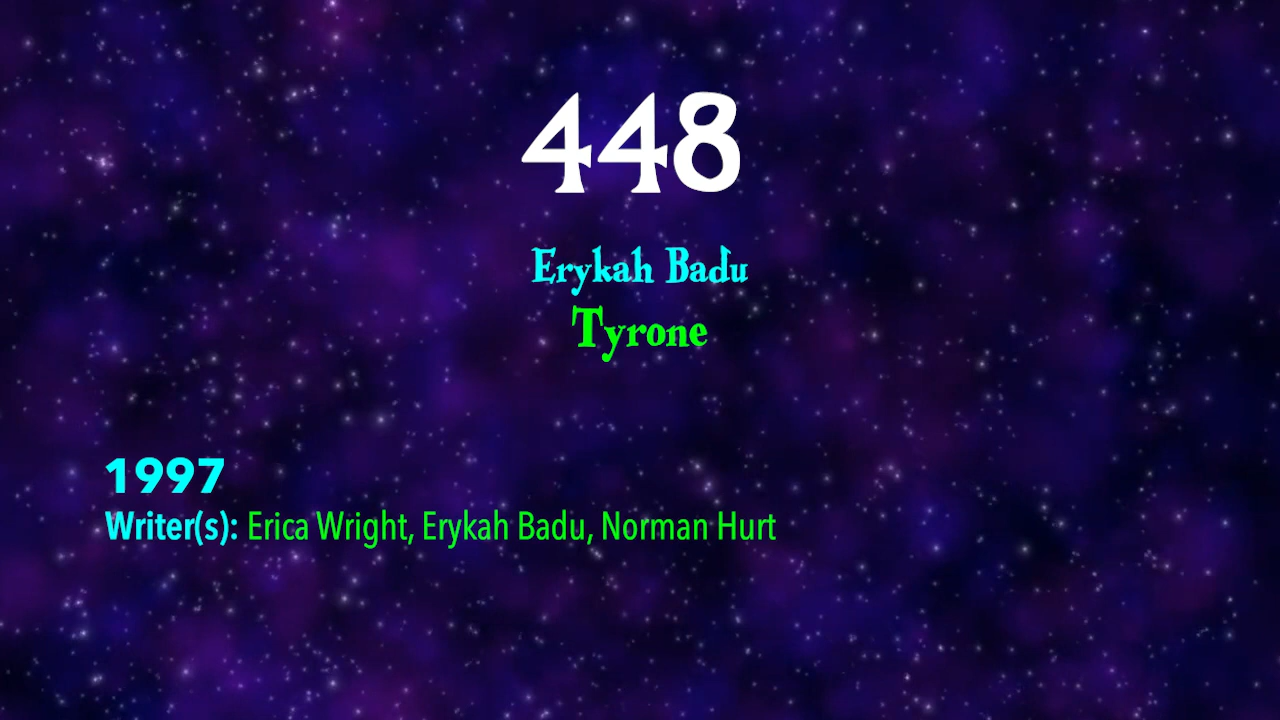 448
Erykah Badu
Tyrone
1997
Writer(s): Erica Wright, Erykah Badu, Norman Hurt